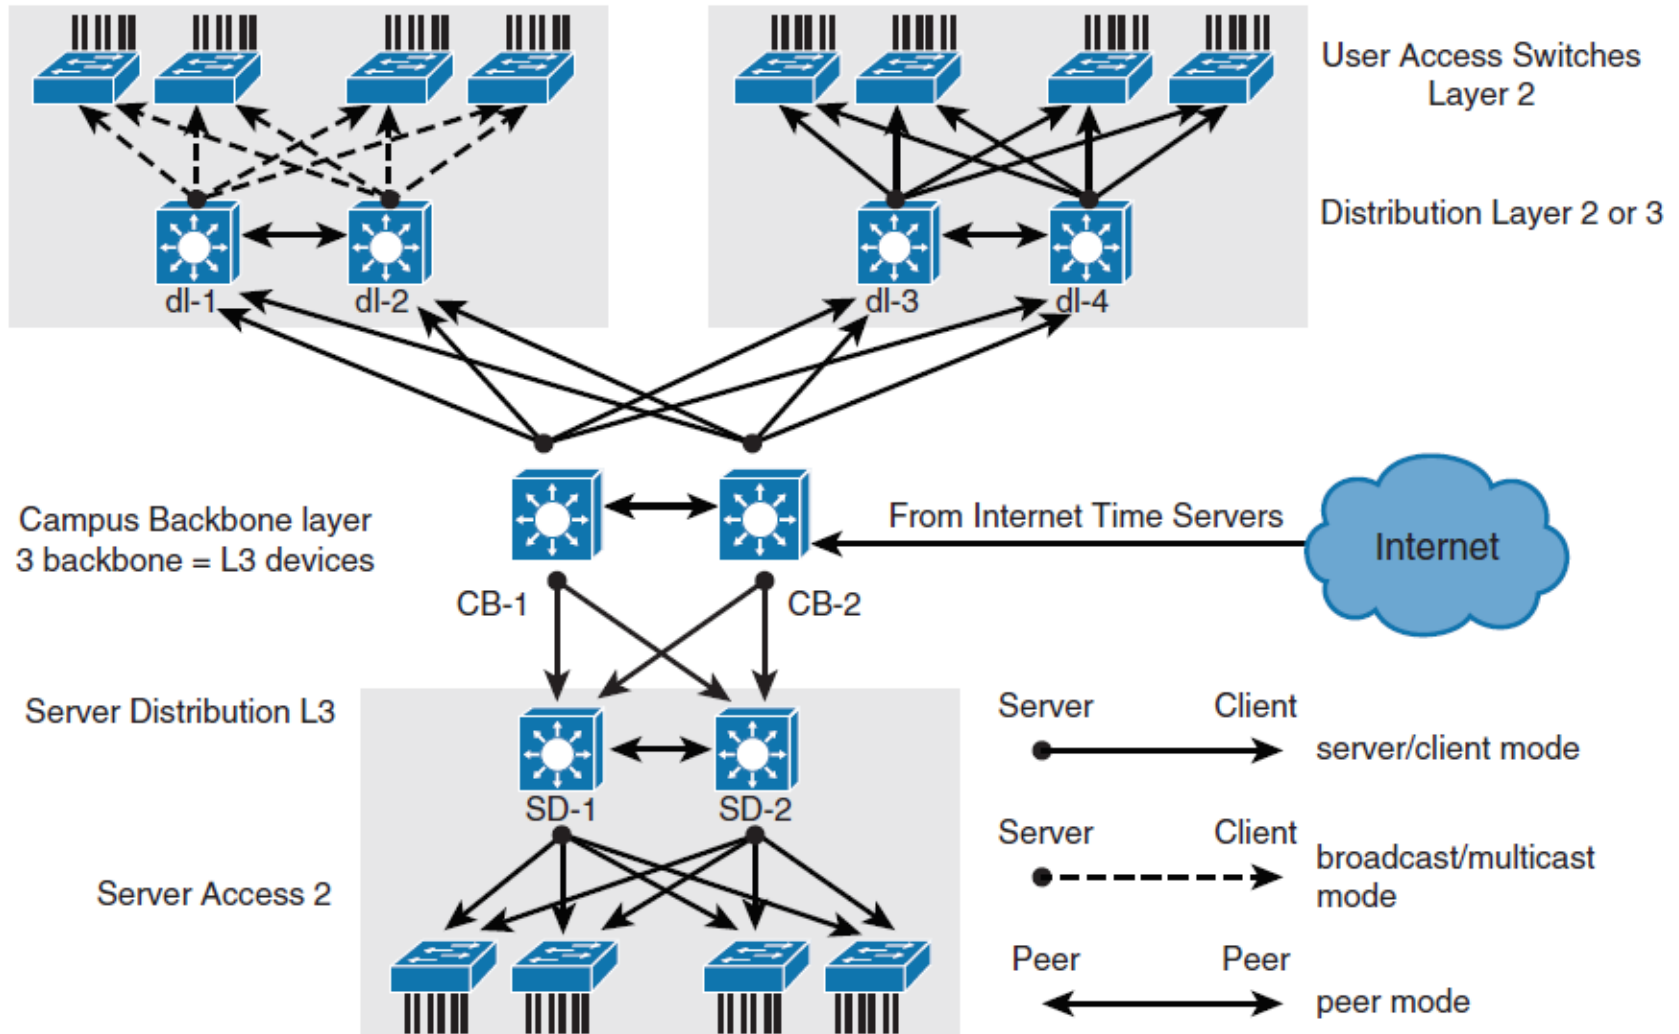 User Access Switches
Layer 2
Distribution Layer 2 or 3
dl-1
dl-2
dl-3
dl-4
Campus Backbone layer
3 backbone = L3 devices
From Internet Time Servers
Internet
CB-1
CB-2
Server Distribution L3
SD-1
SD-2
Server Access 2
Server Client
server/client mode
Server Client
broadcast/multicast
mode
Peer Peer
peer mode